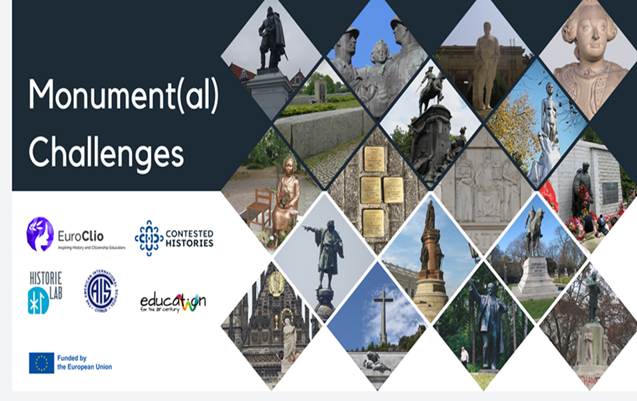 Monument(al)
Challenges
EuroClio
Inspiring History and Citizenship Educators
CONTESTED
HISTORIES
HISTORIE
LAB
education
for the 21st century
Funded by
the European Union